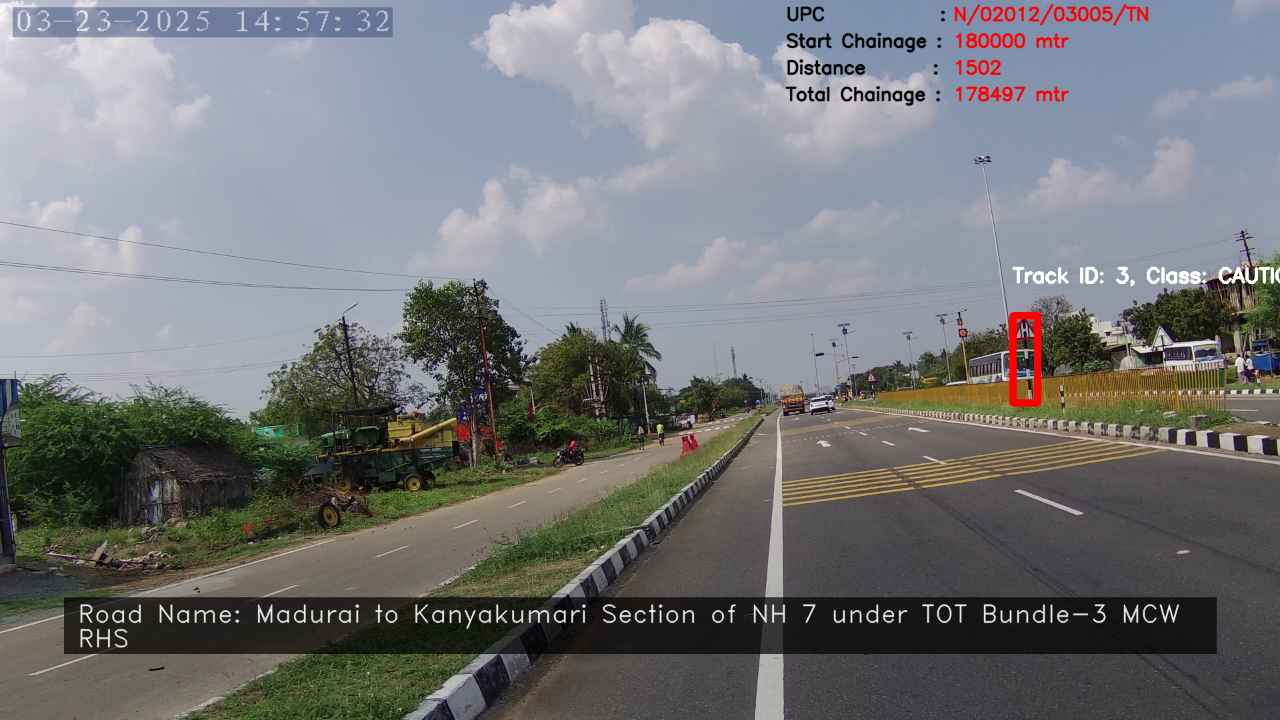 03-23-2025 14:57:32
UPC : N/02012/03005/TN
Start Chainage : 180000 mtr
Distance : 1502
Total Chainage : 178497 mtr
Track ID: 3, Class: CAUTIO
Road Name: Madurai to Kanyakumari Section of NH 7 under TOT Bundle-3 MCW
RHS